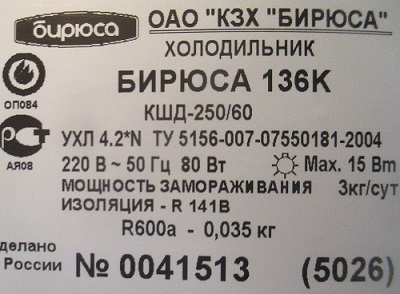 бирюса ОАО "КЗХ "БИРЮСА"
ХОЛОДИЛЬНИК
БИРЮСА 136К
ОП084
КШД-250/60
РСТ
АЯ08
УХЛ 4.2*N ТУ 5156-007-07550181-2004
220 В ~ 50 Гц 80 Вт Max. 15 Вт
МОЩНОСТЬ ЗАМОРАЖИВАНИЯ 3кг/сут
ИЗОЛЯЦИЯ - R 141B
R600a - 0,035 кг
делано
России № 0041513 (5026)